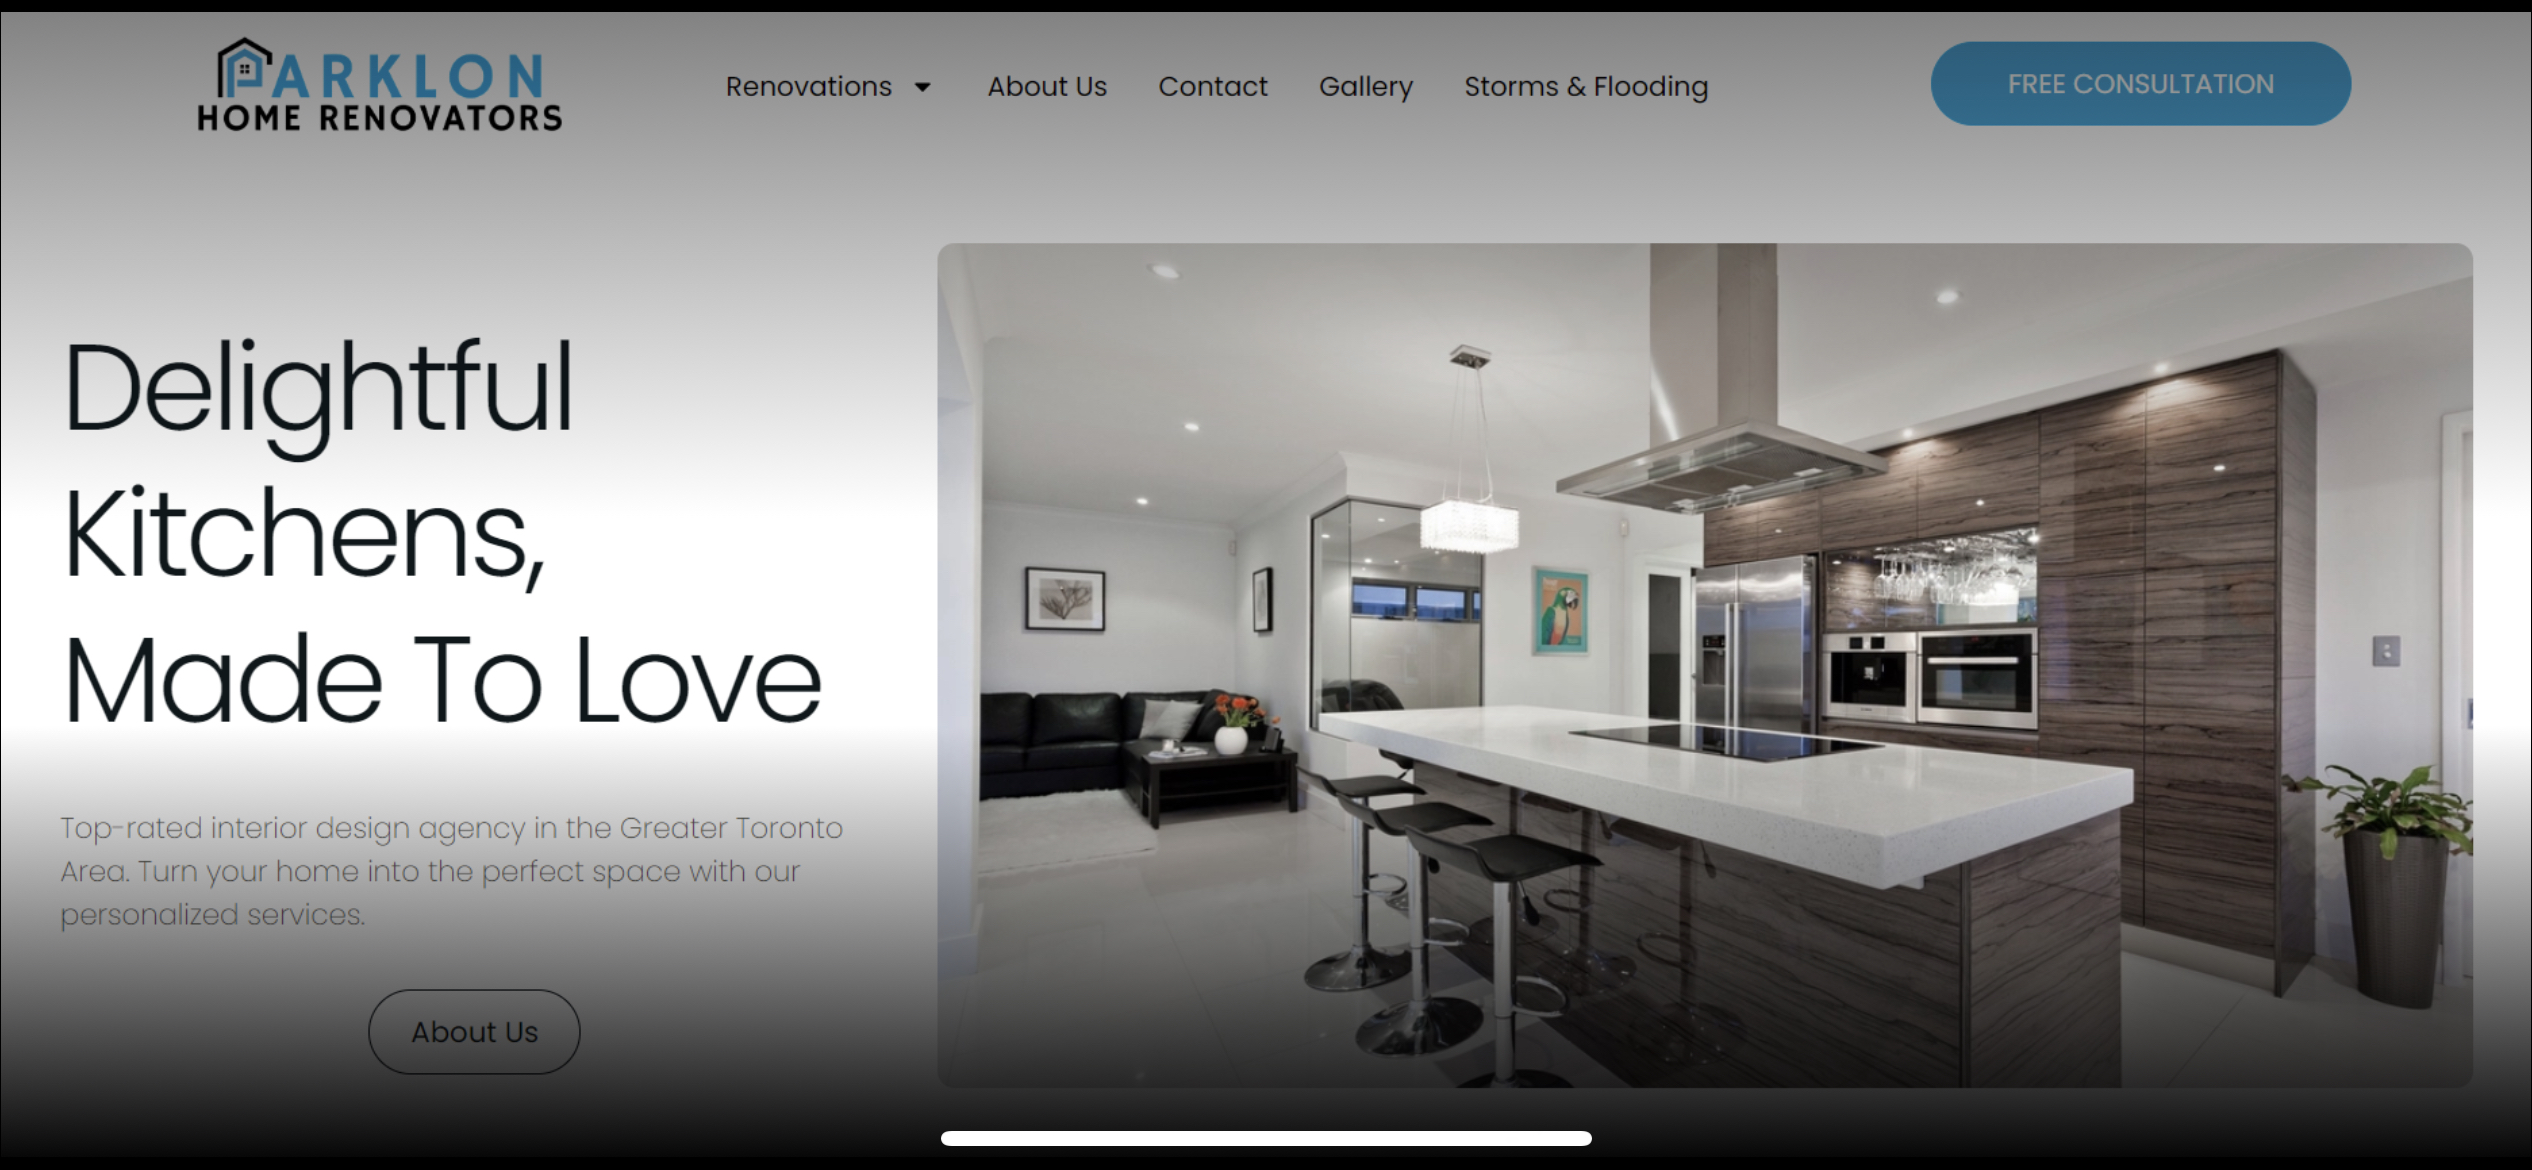 PARKLON
HOME RENOVATORS
Renovations
About Us
Contact
Gallery
Storms & Flooding
FREE CONSULTATION
Delightful
Kitchens,
Made To Love
Top-rated interior design agency in the Greater Toronto
Area. Turn your home into the perfect space with our
personalized services.
About Us